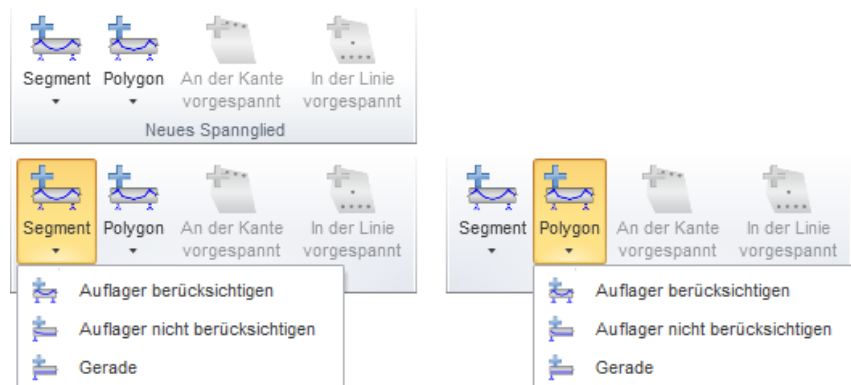 Segment Polygon An der Kante In der Linie
vorgespannt vorgespannt
Neues Spannglied
Segment Polygon An der Kante In der Linie
vorgespannt vorgespannt
Auflager berücksichtigen
Auflager nicht berücksichtigen
Gerade
Segment Polygon An der Kante In der Linie
vorgespannt vorgespannt
Auflager berücksichtigen
Auflager nicht berücksichtigen
Gerade